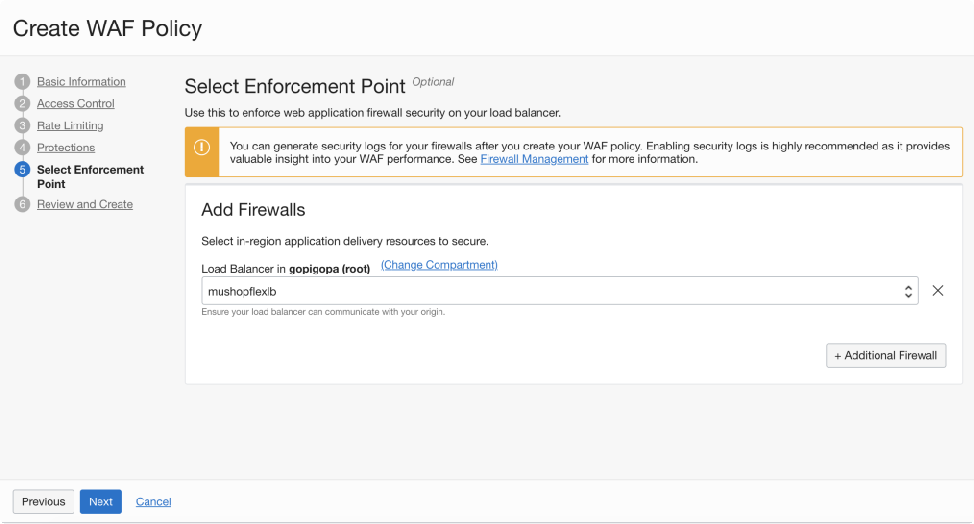 Create WAF Policy
1 Basic Information
2 Access Control
3 Rate Limiting
4 Protections
5 Select Enforcement
Point
6 Review and Create
Select Enforcement Point Optional
Use this to enforce web application firewall security on your load balancer.
You can generate security logs for your firewalls after you create your WAF policy. Enabling security logs is highly recommended as it provides
valuable insight into your WAF performance. See Firewall Management for more information.
Add Firewalls
Select in-region application delivery resources to secure.
Load Balancer in gopigopa (root) (Change Compartment)
mushopflexlb
Ensure your load balancer can communicate with your origin.
+ Additional Firewall
Previous Next Cancel